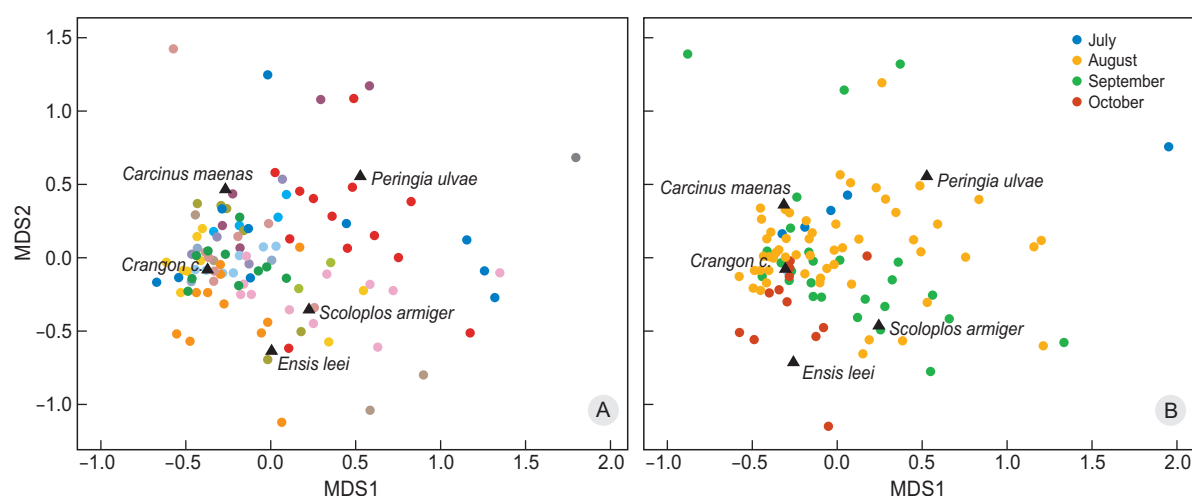 1.5
1.0
0.5
0.0
−0.5
−1.0
MDS2
Carcinus maenas
Peringia ulvae
Crangon c.
Scoloplos armiger
Ensis leei
A
−1.0
−0.5
0.0
0.5
1.0
1.5
2.0
MDS1
July
August
September
October
Carcinus maenas
Peringia ulvae
Crangon c.
Scoloplos armiger
Ensis leei
B
−1.0
−0.5
0.0
0.5
1.0
1.5
2.0
MDS1